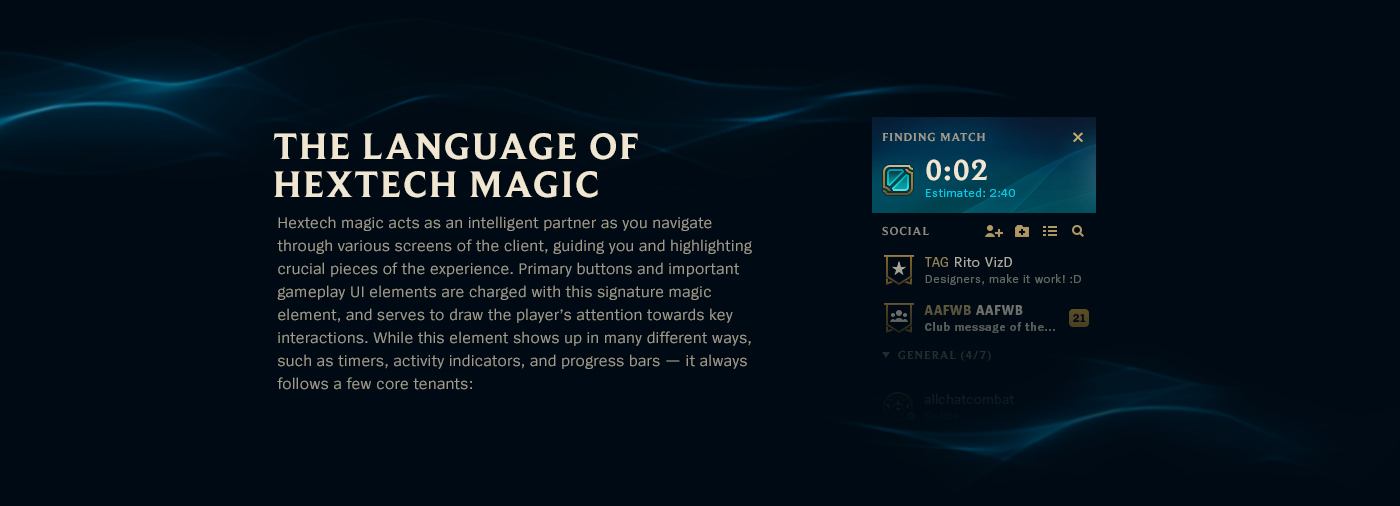 THE LANGUAGE OF
HEXTECH MAGIC
Hextech magic acts as an intelligent partner as you navigate
through various screens of the client, guiding you and highlighting
crucial pieces of the experience. Primary buttons and important
gameplay UI elements are charged with this signature magic
element, and serves to draw the player's attention towards key
interactions. While this element shows up in many different ways,
such as timers, activity indicators, and progress bars — it always
follows a few core tenants:
FINDING MATCH
0:02
Estimated: 2:40
SOCIAL
TAG Rito VizD
Designers, make it work! :D
AAFWB AAFWB
Club message of the...
21
GENERAL (4/7)
allchatcombat